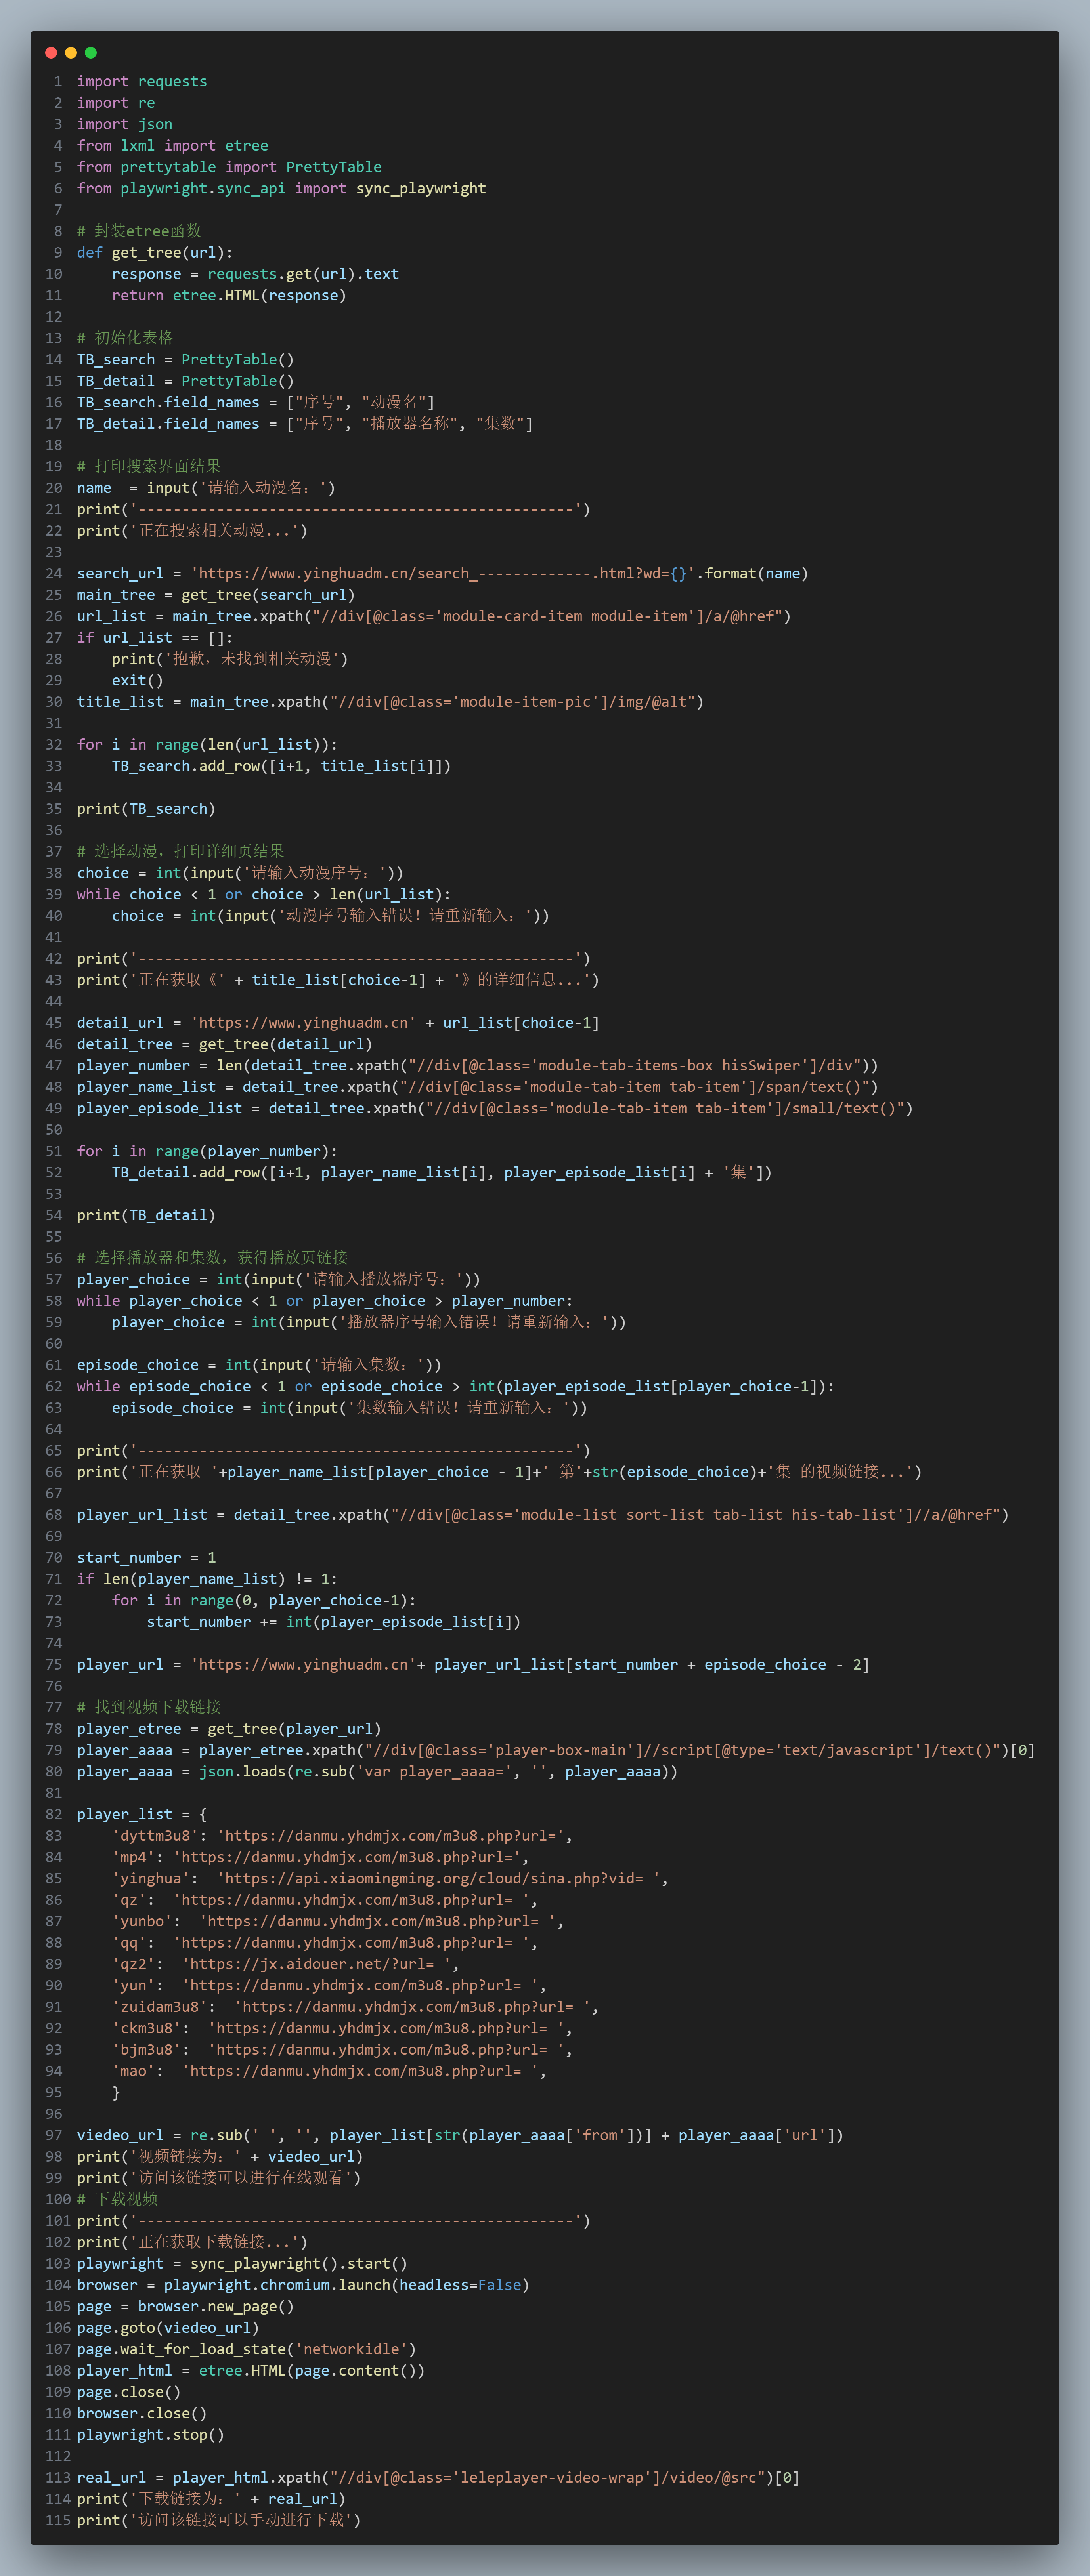 1 import requests
2 import re
3 import json
4 from lxml import etree
5 from prettytable import PrettyTable
6 from playwright.sync_api import sync_playwright
7
8 # 封装etree函数
9 def get_tree(url):
10     response = requests.get(url).text
11     return etree.HTML(response)
12
13 # 初始化表格
14 TB_search = PrettyTable()
15 TB_detail = PrettyTable()
16 TB_search.field_names = ["序号", "动漫名"]
17 TB_detail.field_names = ["序号", "播放器名称", "集数"]
18
19 # 打印搜索界面结果
20 name  = input('请输入动漫名：')
21 print('--------------------------------------------------')
22 print('正在搜索相关动漫...')
23
24 search_url = 'https://www.yinghuadm.cn/search_-------------.html?wd={}'.format(name)
25 main_tree = get_tree(search_url)
26 url_list = main_tree.xpath("//div[@class='module-card-item module-item']/a/@href")
27 if url_list == []:
28     print('抱歉，未找到相关动漫')
29     exit()
30 title_list = main_tree.xpath("//div[@class='module-item-pic']/img/@alt")
31
32 for i in range(len(url_list)):
33     TB_search.add_row([i+1, title_list[i]])
34
35 print(TB_search)
36
37 # 选择动漫，打印详细页结果
38 choice = int(input('请输入动漫序号：'))
39 while choice < 1 or choice > len(url_list):
40     choice = int(input('动漫序号输入错误！请重新输入：'))
41
42 print('--------------------------------------------------')
43 print('正在获取《' + title_list[choice-1] + '》的详细信息...')
44
45 detail_url = 'https://www.yinghuadm.cn' + url_list[choice-1]
46 detail_tree = get_tree(detail_url)
47 player_number = len(detail_tree.xpath("//div[@class='module-tab-items-box hisSwiper']/div"))
48 player_name_list = detail_tree.xpath("//div[@class='module-tab-item tab-item']/span/text()")
49 player_episode_list = detail_tree.xpath("//div[@class='module-tab-item tab-item']/small/text()")
50
51 for i in range(player_number):
52     TB_detail.add_row([i+1, player_name_list[i], player_episode_list[i] + '集'])
53
54 print(TB_detail)
55
56 # 选择播放器和集数，获得播放页链接
57 player_choice = int(input('请输入播放器序号：'))
58 while player_choice < 1 or player_choice > player_number:
59     player_choice = int(input('播放器序号输入错误！请重新输入：'))
60
61 episode_choice = int(input('请输入集数：'))
62 while episode_choice < 1 or episode_choice > int(player_episode_list[player_choice-1]):
63     episode_choice = int(input('集数输入错误！请重新输入：'))
64
65 print('--------------------------------------------------')
66 print('正在获取 '+player_name_list[player_choice - 1]+' 第'+str(episode_choice)+'集 的视频链接...')
67
68 player_url_list = detail_tree.xpath("//div[@class='module-list sort-list tab-list his-tab-list']//a/@href")
69
70 start_number = 1
71 if len(player_name_list) != 1:
72     for i in range(0, player_choice-1):
73         start_number += int(player_episode_list[i])
74
75 player_url = 'https://www.yinghuadm.cn'+ player_url_list[start_number + episode_choice - 2]
76
77 # 找到视频下载链接
78 player_etree = get_tree(player_url)
79 player_aaaa = player_etree.xpath("//div[@class='player-box-main']//script[@type='text/javascript']/text()")[0]
80 player_aaaa = json.loads(re.sub('var player_aaaa=', '', player_aaaa))
81
82 player_list = {
83     'dyttm3u8': 'https://danmu.yhdmjx.com/m3u8.php?url=',
84     'mp4': 'https://danmu.yhdmjx.com/m3u8.php?url=',
85     'yinghua':  'https://api.xiaomingming.org/cloud/sina.php?vid= ',
86     'qz':  'https://danmu.yhdmjx.com/m3u8.php?url= ',
87     'yunbo':  'https://danmu.yhdmjx.com/m3u8.php?url= ',
88     'qq':  'https://danmu.yhdmjx.com/m3u8.php?url= ',
89     'qz2':  'https://jx.aidouer.net/?url= ',
90     'yun':  'https://danmu.yhdmjx.com/m3u8.php?url= ',
91     'zuidam3u8':  'https://danmu.yhdmjx.com/m3u8.php?url= ',
92     'ckm3u8':  'https://danmu.yhdmjx.com/m3u8.php?url= ',
93     'bjm3u8':  'https://danmu.yhdmjx.com/m3u8.php?url= ',
94     'mao':  'https://danmu.yhdmjx.com/m3u8.php?url= ',
95     }
96
97 viedeo_url = re.sub(' ', '', player_list[str(player_aaaa['from'])] + player_aaaa['url'])
98 print('视频链接为：' + viedeo_url)
99 print('访问该链接可以进行在线观看')
100 # 下载视频
101 print('--------------------------------------------------')
102 print('正在获取下载链接...')
103 playwright = sync_playwright().start()
104 browser = playwright.chromium.launch(headless=False)
105 page = browser.new_page()
106 page.goto(viedeo_url)
107 page.wait_for_load_state('networkidle')
108 player_html = etree.HTML(page.content())
109 page.close()
110 browser.close()
111 playwright.stop()
112
113 real_url = player_html.xpath("//div[@class='leleplayer-video-wrap']/video/@src")[0]
114 print('下载链接为：' + real_url)
115 print('访问该链接可以手动进行下载')